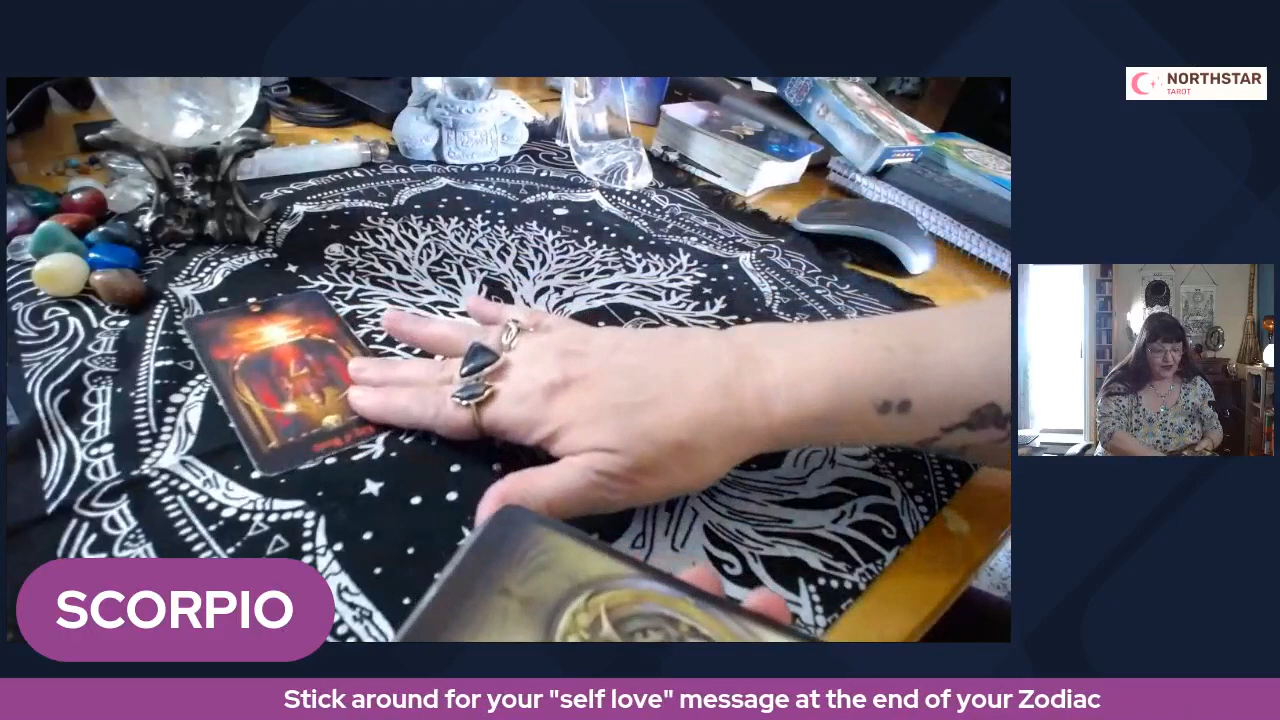 NORTHSTAR
TAROT
SCORPIO
Stick around for your "self love" message at the end of your Zodiac